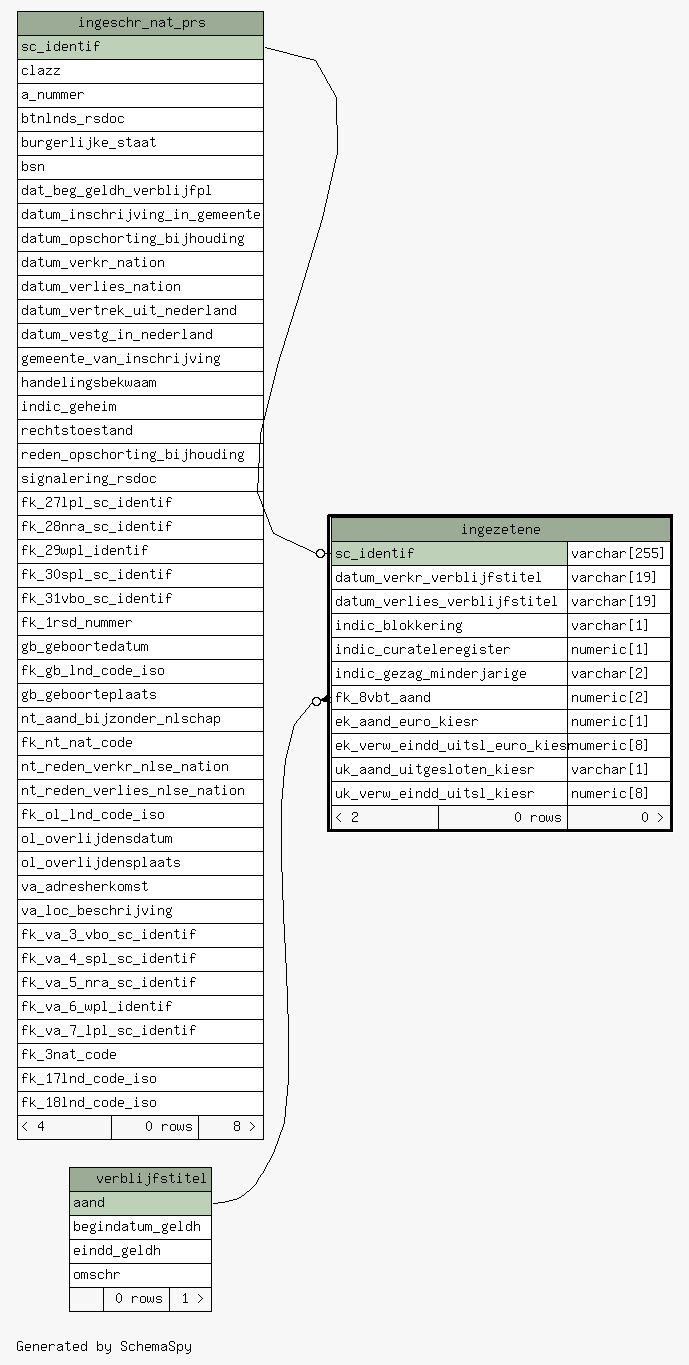 ingeschr_nat_prs
sc_identif
clazz
a_nummer
btnlnds_rsdoc
burgerlijke_staat
bsn
dat_beg_geldh_verblijfpl
datum_inschrijving_in_gemeente
datum_opschorting_bijhouding
datum_verkr_nation
datum_verlies_nation
datum_vertrek_uit_nederland
datum_vestg_in_nederland
gemeente_van_inschrijving
handelingsbekwaam
indic_geheim
rechtstoestand
reden_opschorting_bijhouding
signalering_rsdoc
fk_27lpl_sc_identif
fk_28nra_sc_identif
fk_29wpl_identif
fk_30spl_sc_identif
fk_31vbo_sc_identif
fk_1rsd_nummer
gb_geboortedatum
fk_gb_lnd_code_iso
gb_geboorteplaats
nt_aand_bijzonder_nlschap
fk_nt_nat_code
nt_reden_verkr_nlse_nation
nt_reden_verlies_nlse_nation
fk_ol_lnd_code_iso
ol_overlijdensdatum
ol_overlijdensplaats
va_adresherkomst
va_loc_beschrijving
fk_va_3_vbo_sc_identif
fk_va_4_spl_sc_identif
fk_va_5_nra_sc_identif
fk_va_6_wpl_identif
fk_va_7_lpl_sc_identif
fk_3nat_code
fk_17lnd_code_iso
fk_18lnd_code_iso
< 4 0 rows 8 >
ingezetene
sc_identif varchar[255]
datum_verkr_verblijfstitel varchar[19]
datum_verlies_verblijfstitel varchar[19]
indic_blokkering varchar[1]
indic_curateleregister numeric[1]
indic_gezag_minderjarige varchar[2]
fk_8vbt_aand numeric[2]
ek_aand_euro_kiesr numeric[1]
ek_verw_eindd_uitsl_euro_kiesr numeric[8]
uk_aand_uitgesloten_kiesr varchar[1]
uk_verw_eindd_uitsl_kiesr numeric[8]
< 2 0 rows 0 >
verblijfstitel
aand
begindatum_geldh
eindd_geldh
omschr
0 rows 1 >
Generated by SchemaSpy